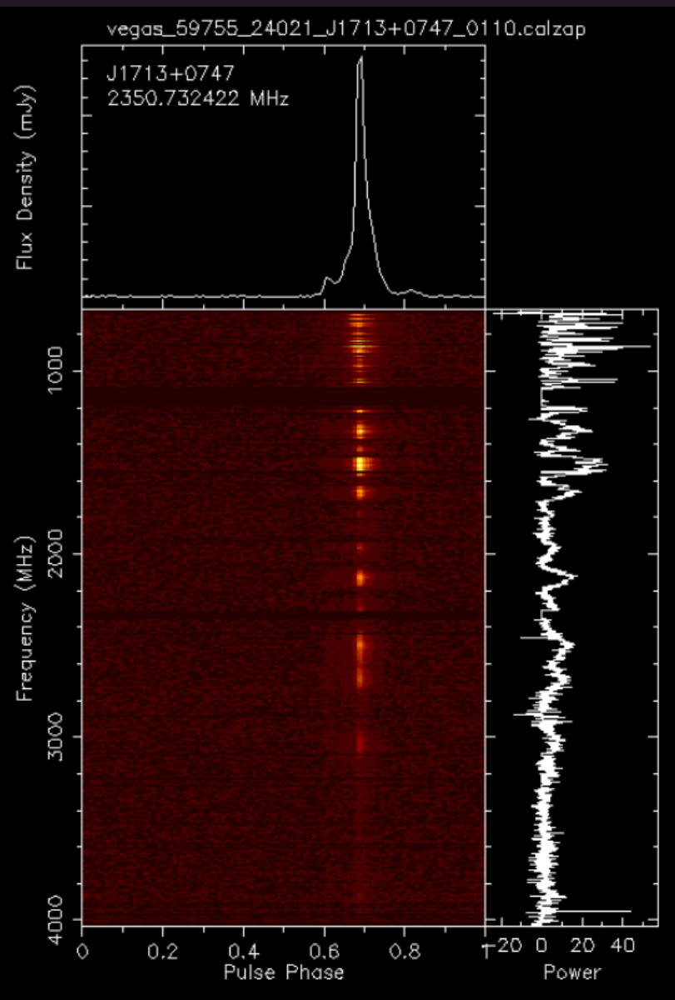 vegas_59755_24021_J1713+0747_0110.calzap
J1713+0747
2350.732422 MHz
Flux Density (mJy)
1000
2000
3000
4000
Frequency (MHz)
0 0.2 0.4 0.6 0.8 1
Pulse Phase
-20 0 20 40
Power